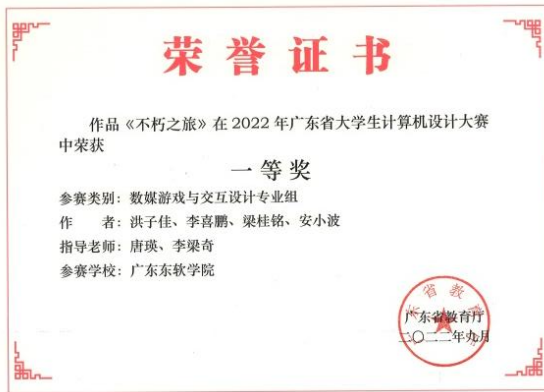 荣誉证书
作品《不朽之旅》在 2022 年广东省大学生计算机设计大赛
中荣获
一等奖
参赛类别：数媒游戏与交互设计专业组
作 者：洪子佳、李喜鹏、梁桂铭、安小波
指导老师：唐瑛、李梁奇
参赛学校：广东东软学院
广东省教育厅
二〇二二年九月